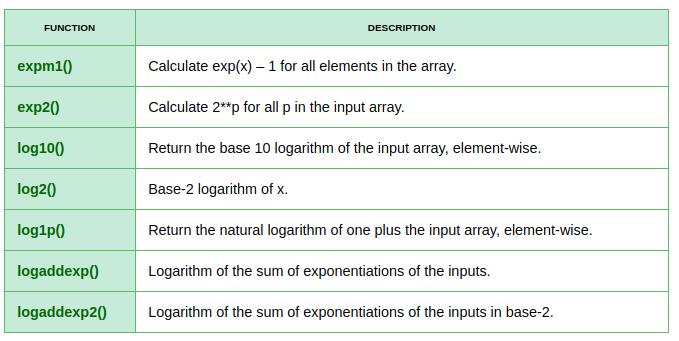 FUNCTION DESCRIPTION
expm1() Calculate exp(x) – 1 for all elements in the array.
exp2() Calculate 2**p for all p in the input array.
log10() Return the base 10 logarithm of the input array, element-wise.
log2() Base-2 logarithm of x.
log1p() Return the natural logarithm of one plus the input array, element-wise.
logaddexp() Logarithm of the sum of exponentiations of the inputs.
logaddexp2() Logarithm of the sum of exponentiations of the inputs in base-2.